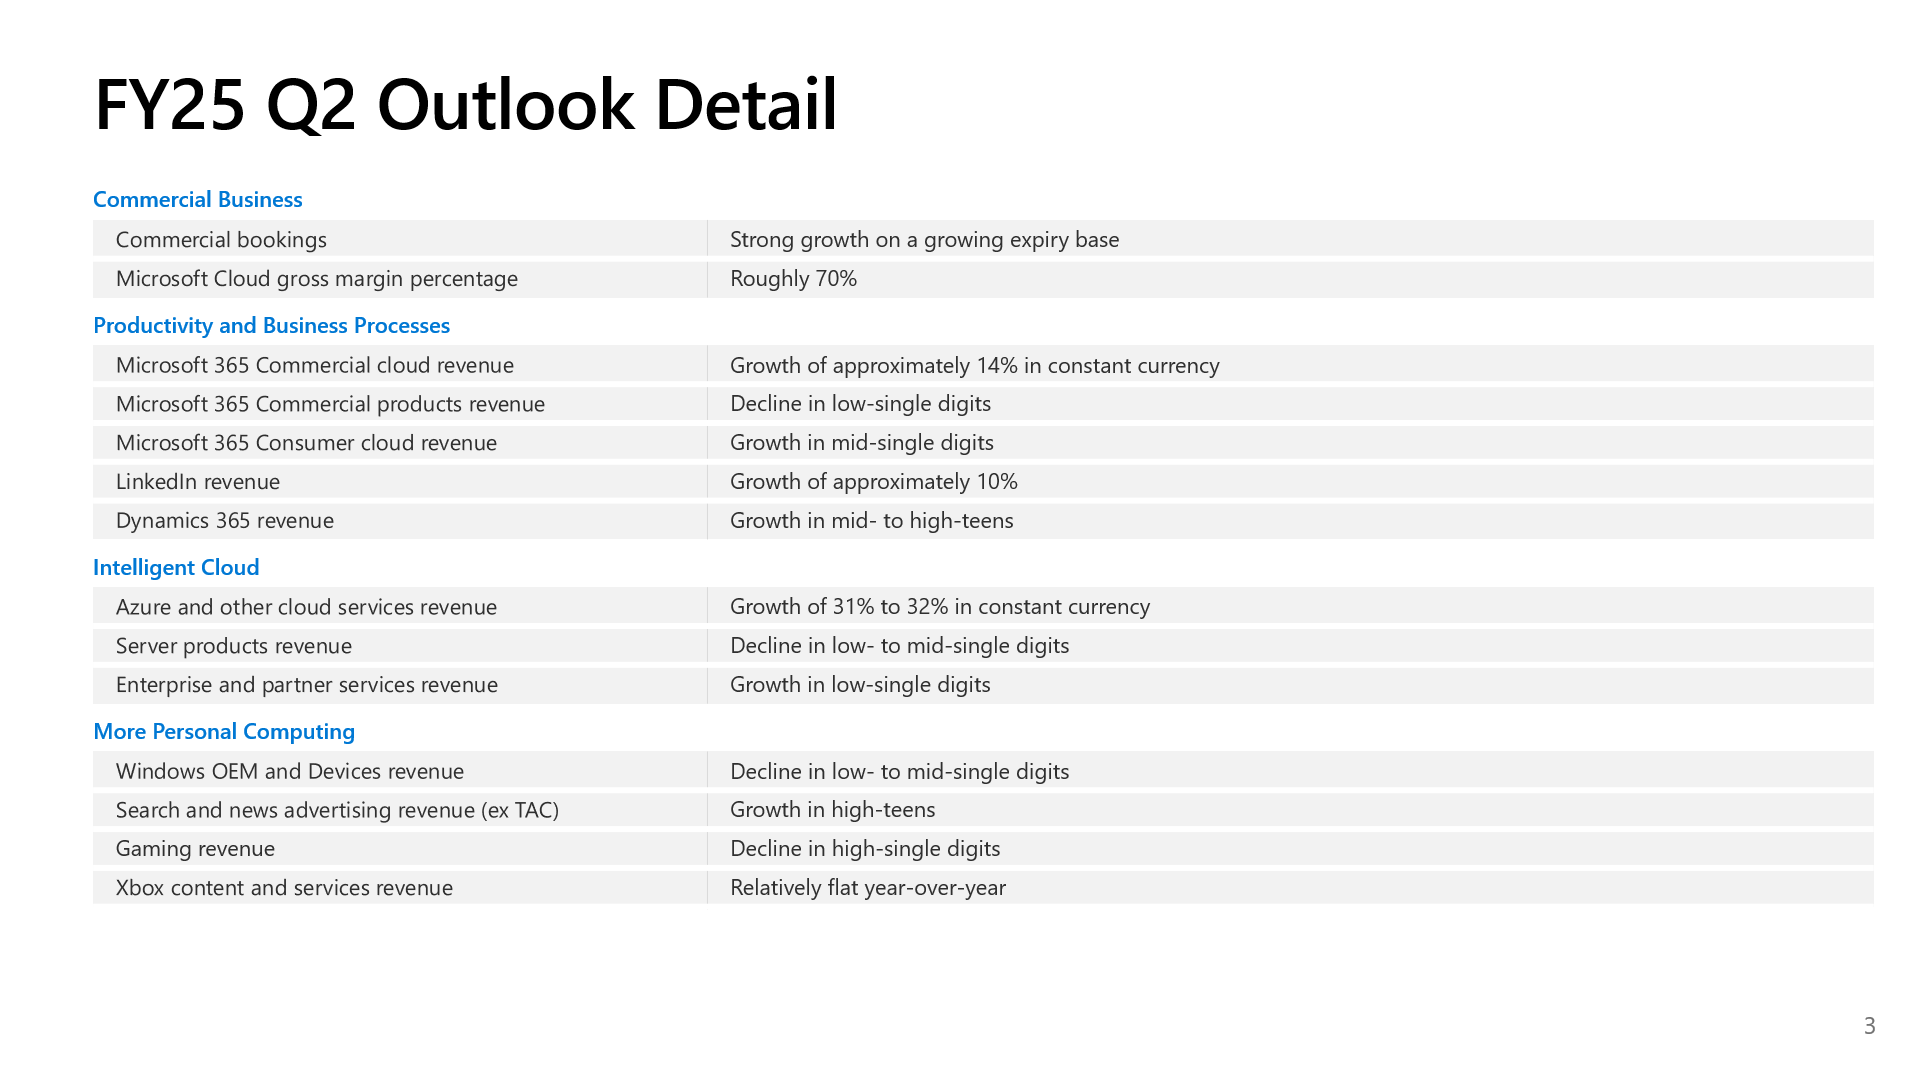 FY25 Q2 Outlook Detail
Commercial Business
Commercial bookings Strong growth on a growing expiry base
Microsoft Cloud gross margin percentage Roughly 70%
Productivity and Business Processes
Microsoft 365 Commercial cloud revenue Growth of approximately 14% in constant currency
Microsoft 365 Commercial products revenue Decline in low-single digits
Microsoft 365 Consumer cloud revenue Growth in mid-single digits
LinkedIn revenue Growth of approximately 10%
Dynamics 365 revenue Growth in mid- to high-teens
Intelligent Cloud
Azure and other cloud services revenue Growth of 31% to 32% in constant currency
Server products revenue Decline in low- to mid-single digits
Enterprise and partner services revenue Growth in low-single digits
More Personal Computing
Windows OEM and Devices revenue Decline in low- to mid-single digits
Search and news advertising revenue (ex TAC) Growth in high-teens
Gaming revenue Decline in high-single digits
Xbox content and services revenue Relatively flat year-over-year
3